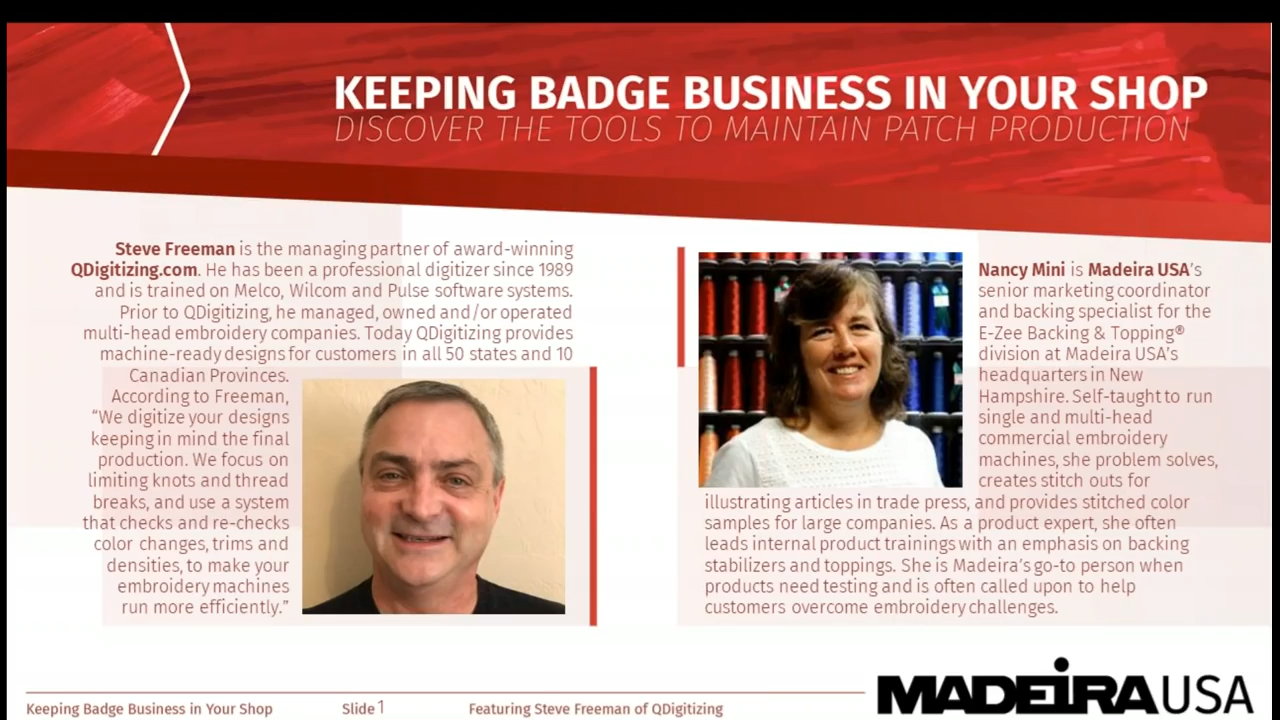 KEEPING BADGE BUSINESS IN YOUR SHOP
DISCOVER THE TOOLS TO MAINTAIN PATCH PRODUCTION
Steve Freeman is the managing partner of award-winning
QDigitizing.com. He has been a professional digitizer since 1989
and is trained on Melco, Wilcom and Pulse software systems.
Prior to QDigitizing, he managed, owned and/or operated
multi-head embroidery companies. Today QDigitizing provides
machine-ready designs for customers in all 50 states and 10
Canadian Provinces.
According to Freeman,
“We digitize your designs
keeping in mind the final
production. We focus on
limiting knots and thread
breaks, and use a system
that checks and re-checks
color changes, trims and
densities, to make your
embroidery machines
run more efficiently.”
Nancy Mini is Madeira USA’s
senior marketing coordinator
and backing specialist for the
E-Zee Backing & Topping®
division at Madeira USA’s
headquarters in New
Hampshire. Self-taught to run
single and multi-head
commercial embroidery
machines, she problem solves,
creates stitch outs for
illustrating articles in trade press, and provides stitched color
samples for large companies. As a product expert, she often
leads internal product trainings with an emphasis on backing
stabilizers and toppings. She is Madeira’s go-to person when
products need testing and is often called upon to help
customers overcome embroidery challenges.
Keeping Badge Business in Your Shop
Slide 1
Featuring Steve Freeman of QDigitizing
MADEIRA USA